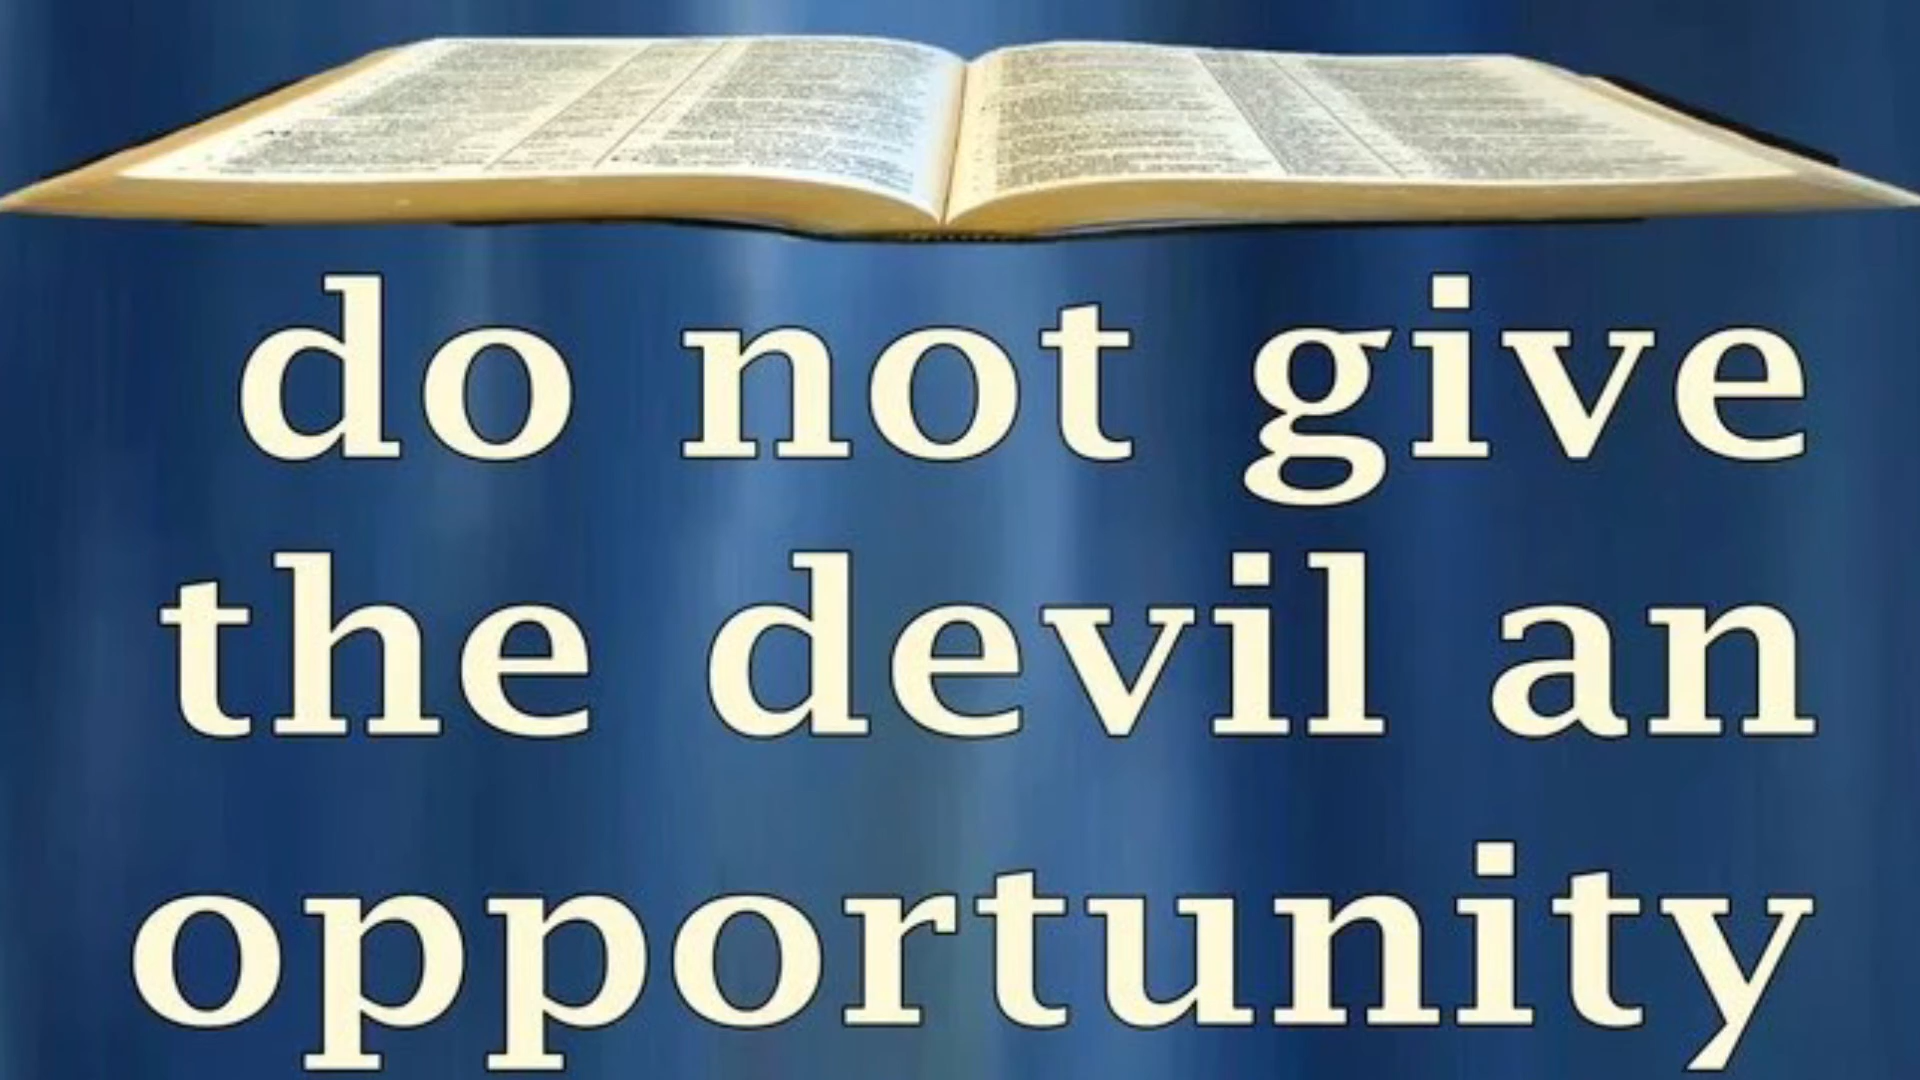 do not give
the devil an
opportunity